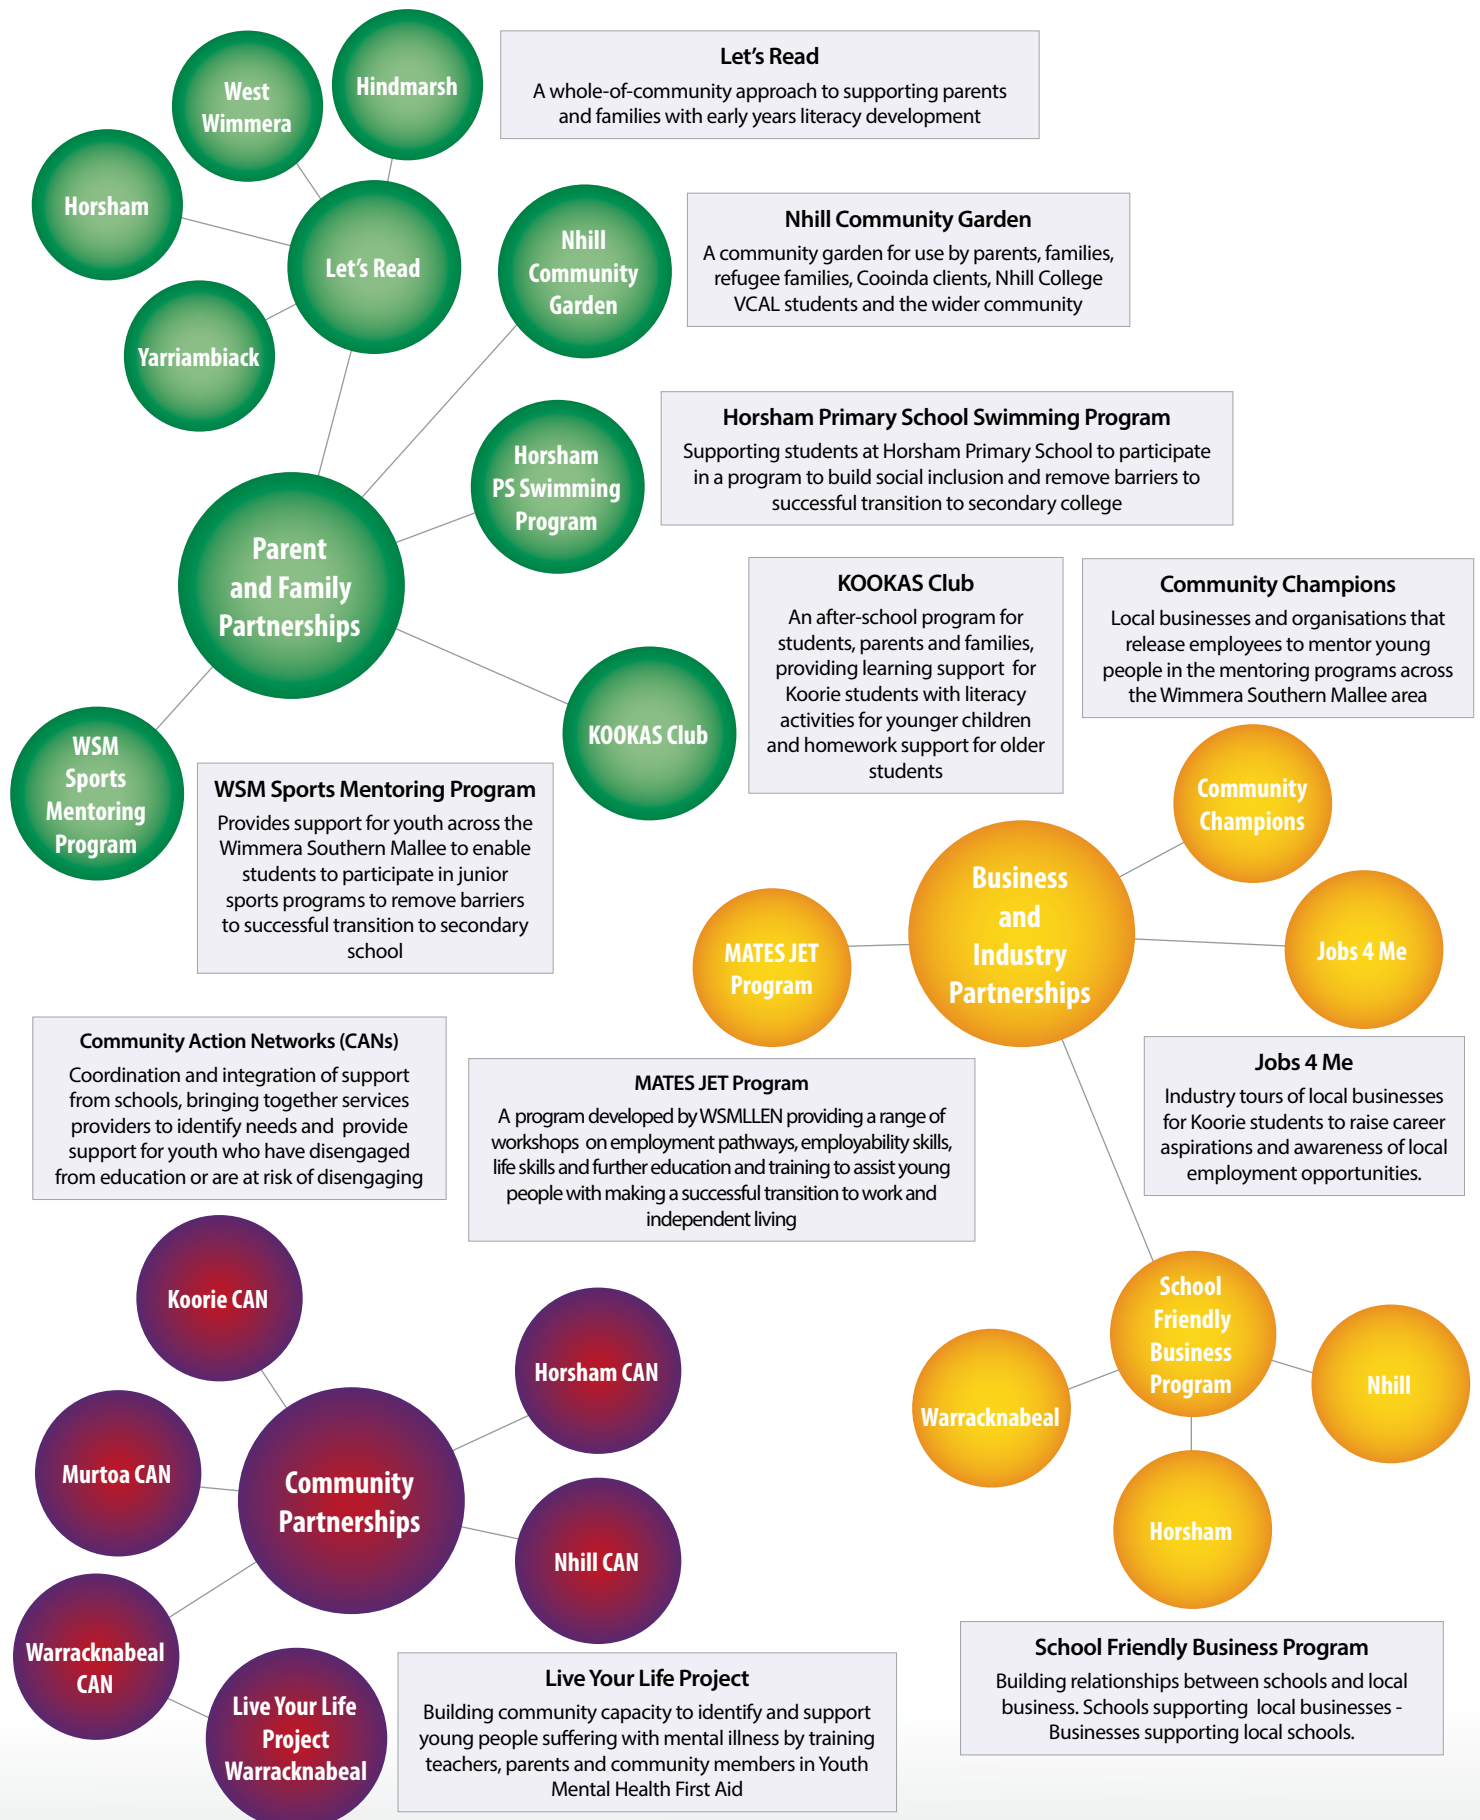 West
Wimmera
Hindmarsh
Horsham
Let's Read
Yarriambiack
Let's Read
A whole-of-community approach to supporting parents
and families with early years literacy development
Nhill
Community
Garden
Nhill Community Garden
A community garden for use by parents, families,
refugee families, Cooinda clients, Nhill College
VCAL students and the wider community
Horsham
PS Swimming
Program
Horsham Primary School Swimming Program
Supporting students at Horsham Primary School to participate
in a program to build social inclusion and remove barriers to
successful transition to secondary college
Parent
and Family
Partnerships
KOOKAS Club
KOOKAS Club
An after-school program for
students, parents and families,
providing learning support for
Koorie students with literacy
activities for younger children
and homework support for older
students
WSM
Sports
Mentoring
Program
WSM Sports Mentoring Program
Provides support for youth across the
Wimmera Southern Mallee to enable
students to participate in junior
sports programs to remove barriers
to successful transition to secondary
school
Community Champions
Local businesses and organisations that
release employees to mentor young
people in the mentoring programs across
the Wimmera Southern Mallee area
Community
Champions
Business
and
Industry
Partnerships
MATES JET
Program
Jobs 4 Me
Jobs 4 Me
Industry tours of local businesses
for Koorie students to raise career
aspirations and awareness of local
employment opportunities.
MATES JET Program
A program developed by WSMLLEN providing a range of
workshops on employment pathways, employability skills,
life skills and further education and training to assist young
people with making a successful transition to work and
independent living
School
Friendly
Business
Program
Warracknabeal
Nhill
Horsham
School Friendly Business Program
Building relationships between schools and local
business. Schools supporting local businesses -
Businesses supporting local schools.
Community Action Networks (CANs)
Coordination and integration of support
from schools, bringing together services
providers to identify needs and provide
support for youth who have disengaged
from education or are at risk of disengaging
Koorie CAN
Horsham CAN
Murtoa CAN
Community
Partnerships
Nhill CAN
Warracknabeal
CAN
Live Your Life
Project
Warracknabeal
Live Your Life Project
Building community capacity to identify and support
young people suffering with mental illness by training
teachers, parents and community members in Youth
Mental Health First Aid